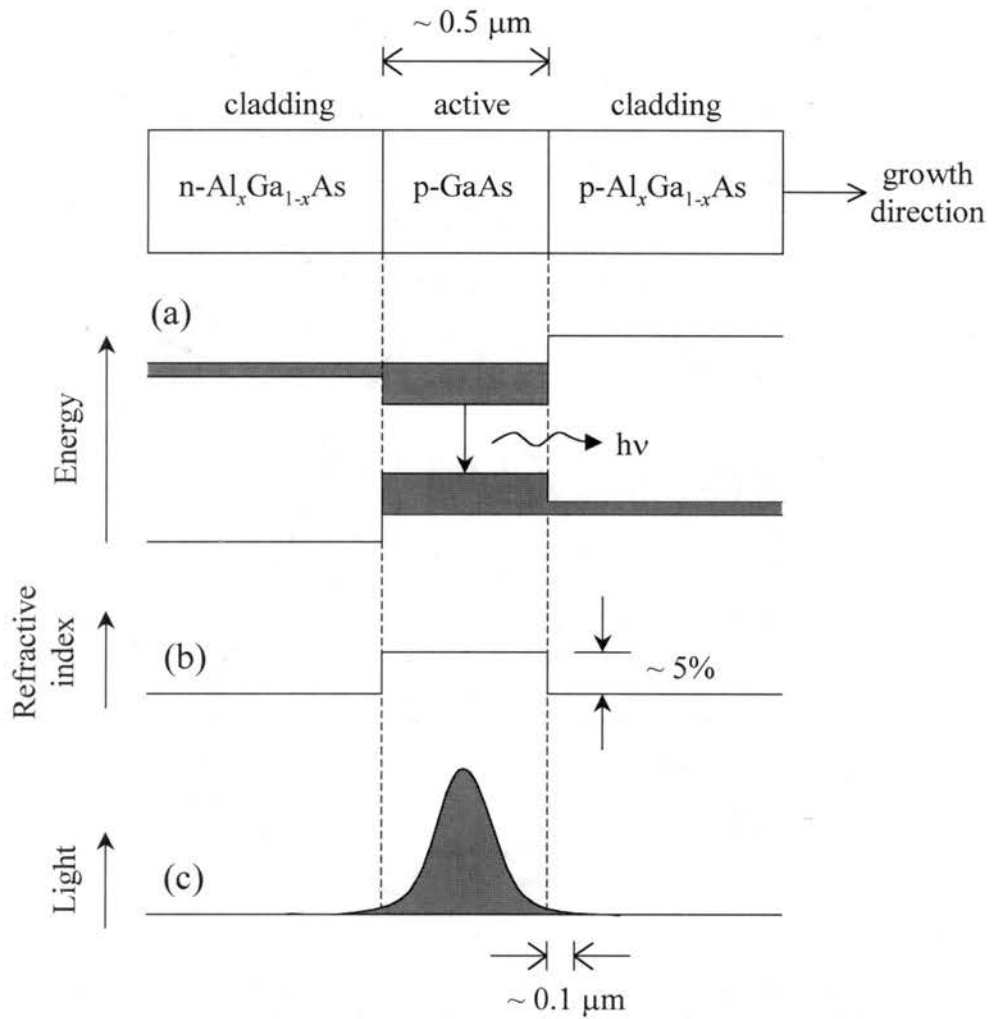 ~ 0.5 μm
cladding active cladding
n-AlxGa1-xAs p-GaAs p-AlxGa1-xAs
growth
direction
(a)
Energy
hν
Refractive
index
(b)
~ 5%
Light
(c)
~ 0.1 μm